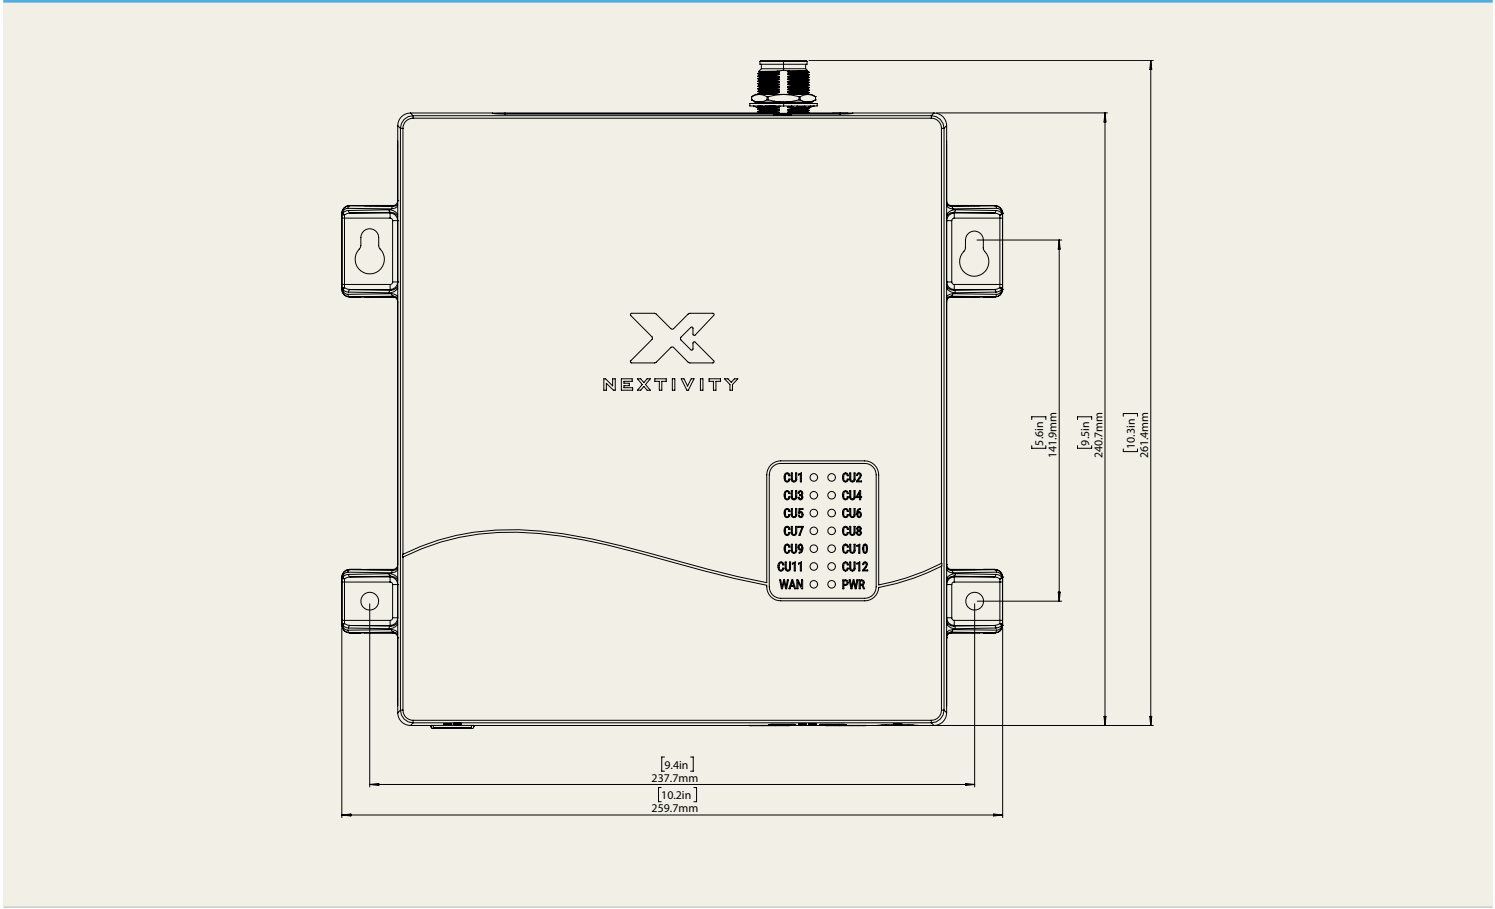 NEXTIVITY
[5.6in]
141.9mm
[9.5in]
240.7mm
[10.3in]
261.4mm
CU1 CU2
CU3 CU4
CU5 CU6
CU7 CU8
CU9 CU10
CU11 CU12
WAN PWR
[9.4in]
237.7mm
[10.2in]
259.7mm